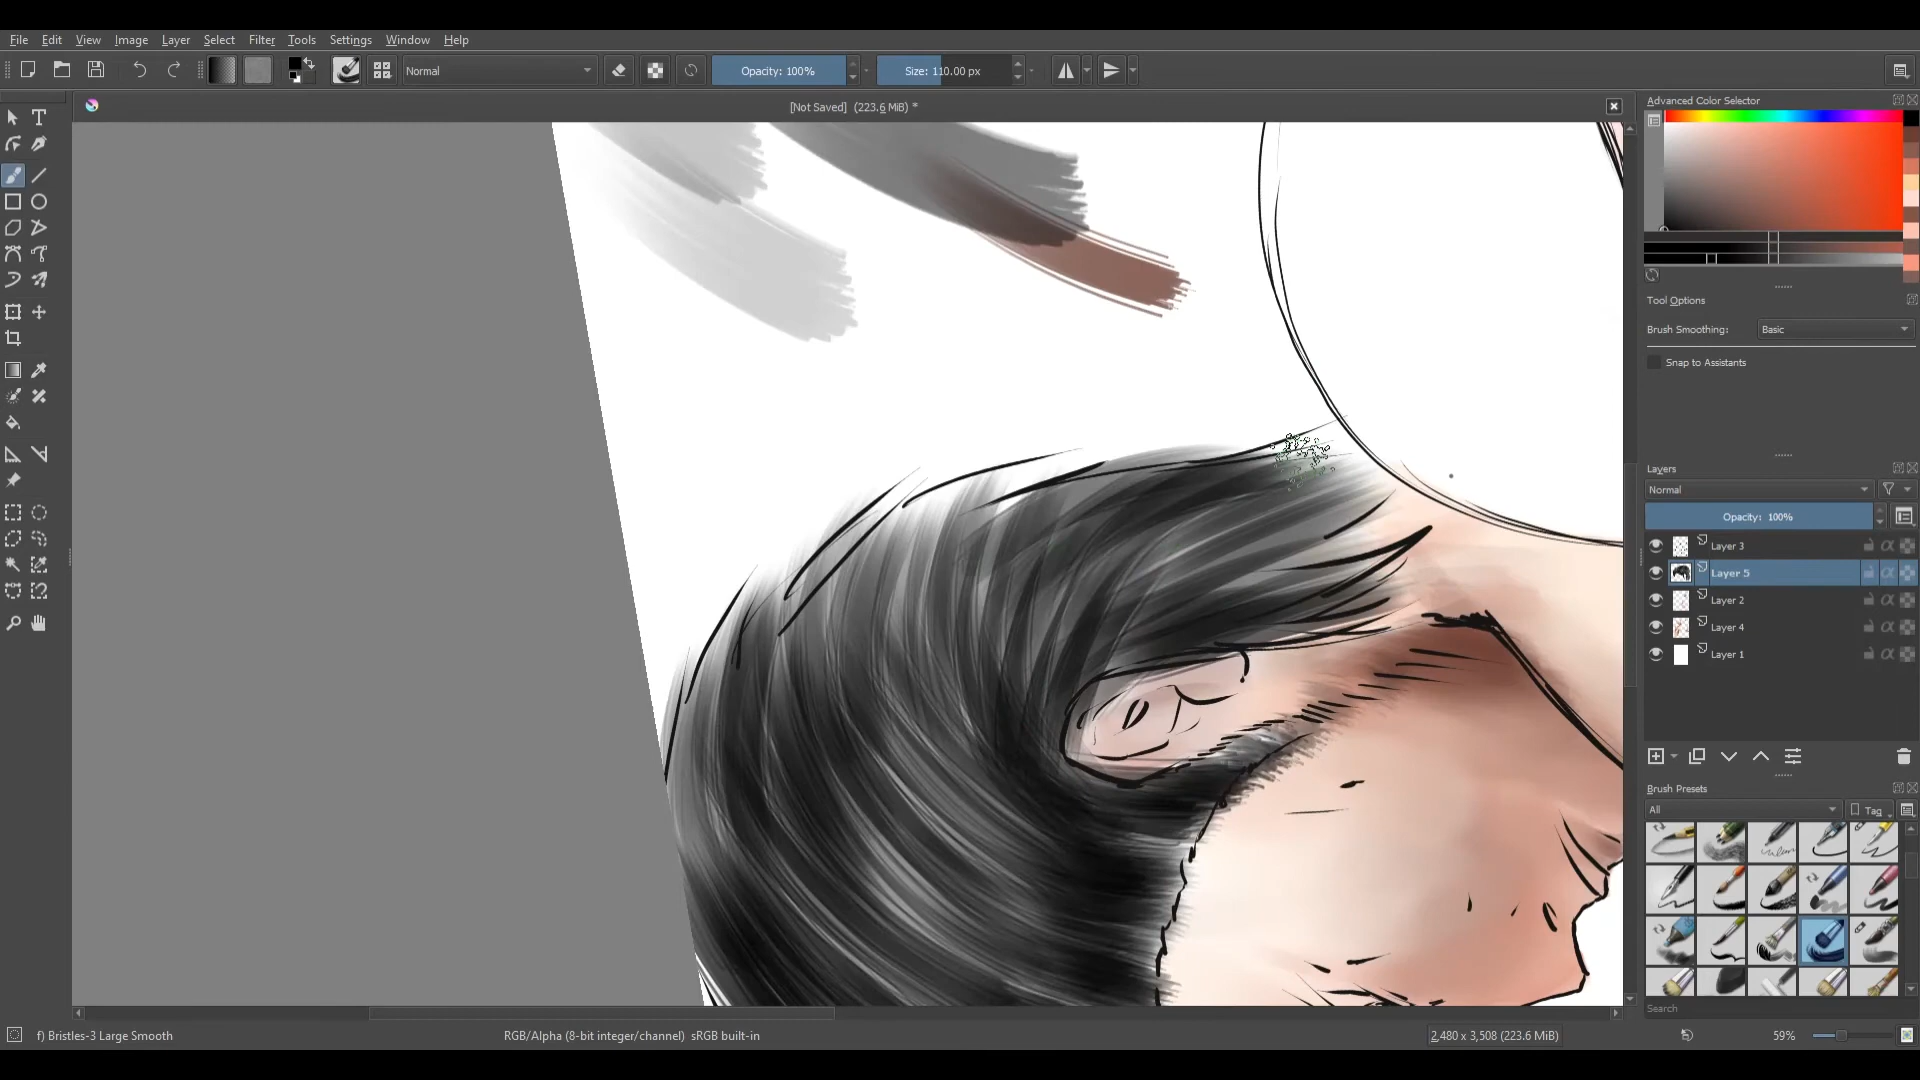 File Edit View Image Layer Select Filter Tools Settings Window Help
Normal
Opacity: 100%
Size: 110.00 px
[Not Saved] (223.6 MiB) *
Advanced Color Selector
Tool Options
Brush Smoothing: Basic
Snap to Assistants
Layers
Normal
Opacity: 100%
Layer 3
Layer 5
Layer 2
Layer 4
Layer 1
Brush Presets
All
Tag
Search
f) Bristles-3 Large Smooth
RGB/Alpha (8-bit integer/channel) sRGB built-in
2,480 x 3,508 (223.6 MiB)
59%